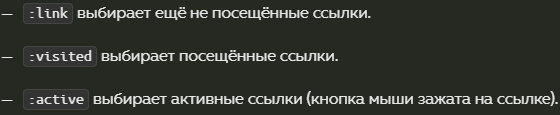 — :link выбирает ещё не посещённые ссылки.
— :visited выбирает посещённые ссылки.
— :active выбирает активные ссылки (кнопка мыши зажата на ссылке).